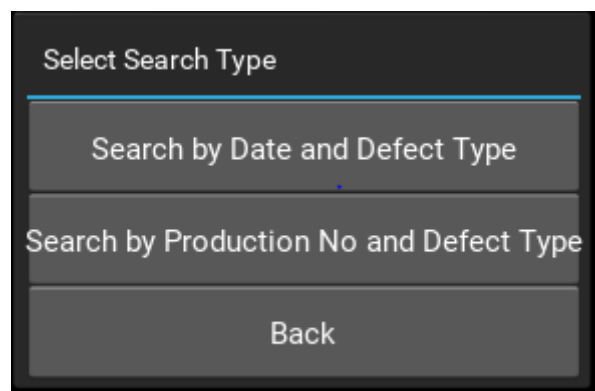 Select Search Type
Search by Date and Defect Type
Search by Production No and Defect Type
Back